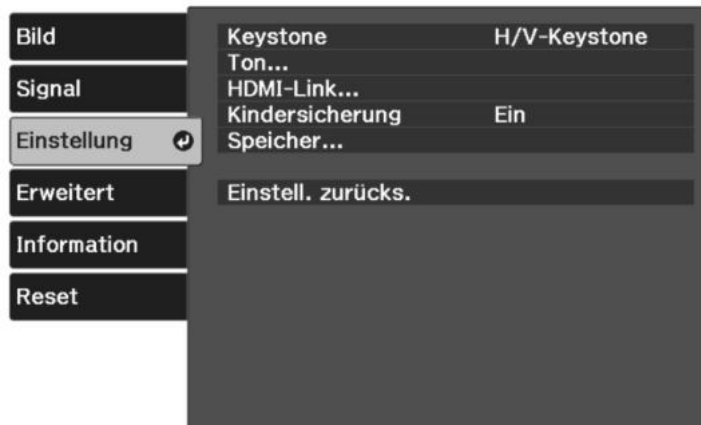 Bild
Signal
Einstellung
Erweitert
Information
Reset
Keystone H/V-Keystone
Ton...
HDMI-Link...
Kindersicherung Ein
Speicher...
Einstell. zurücks.